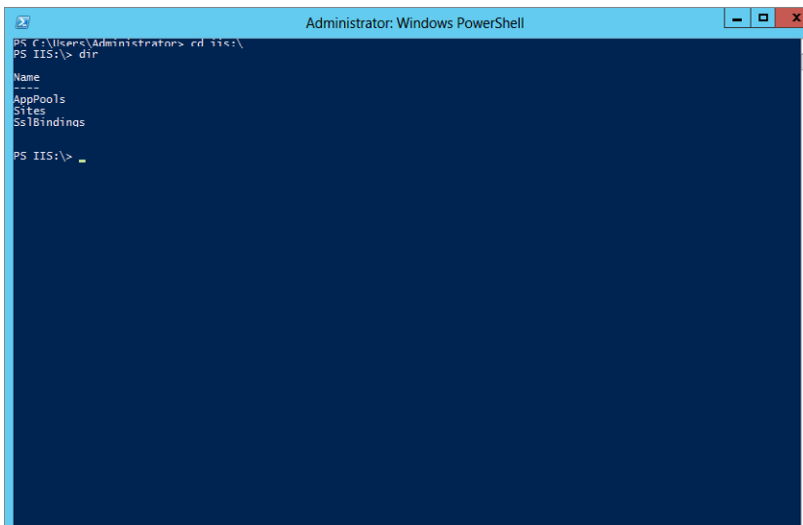 Administrator: Windows PowerShell
PS C:\Users\Administrator> cd iis:\
PS IIS:\> dir
Name
----
AppPools
Sites
SslBindings
PS IIS:\>